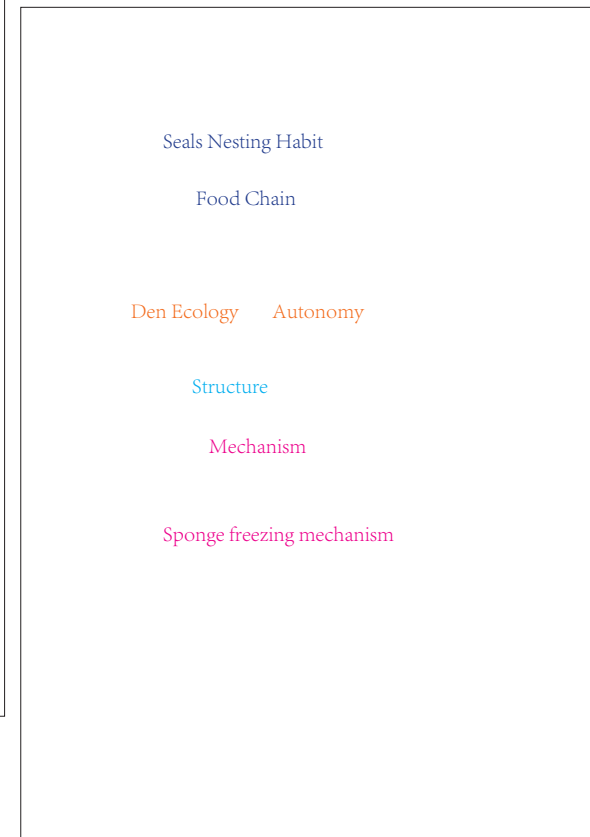 Seals Nesting Habit
Food Chain
Den Ecology Autonomy
Structure
Mechanism
Sponge freezing mechanism